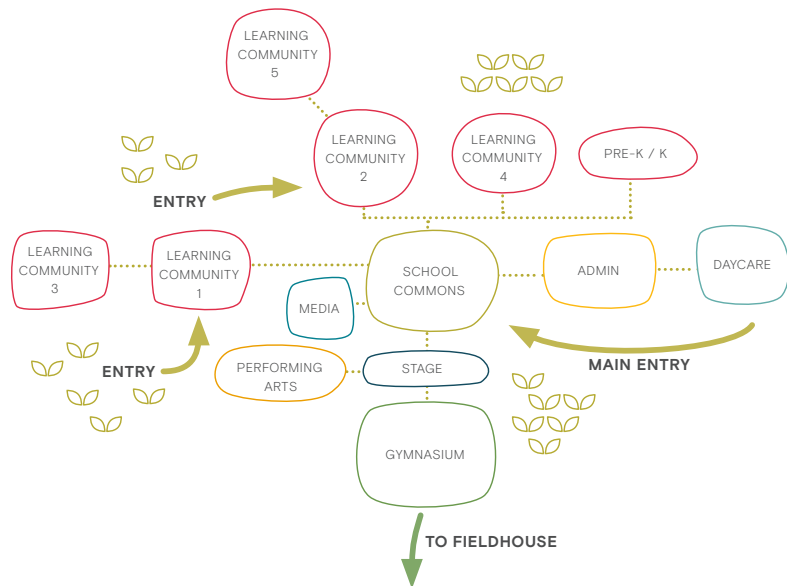 LEARNING
COMMUNITY
5
LEARNING
COMMUNITY
2
LEARNING
COMMUNITY
4
PRE-K / K
ENTRY
LEARNING
COMMUNITY
3
LEARNING
COMMUNITY
1
SCHOOL
COMMONS
ADMIN
DAYCARE
MEDIA
ENTRY
PERFORMING
ARTS
STAGE
MAIN ENTRY
GYMNASIUM
TO FIELDHOUSE